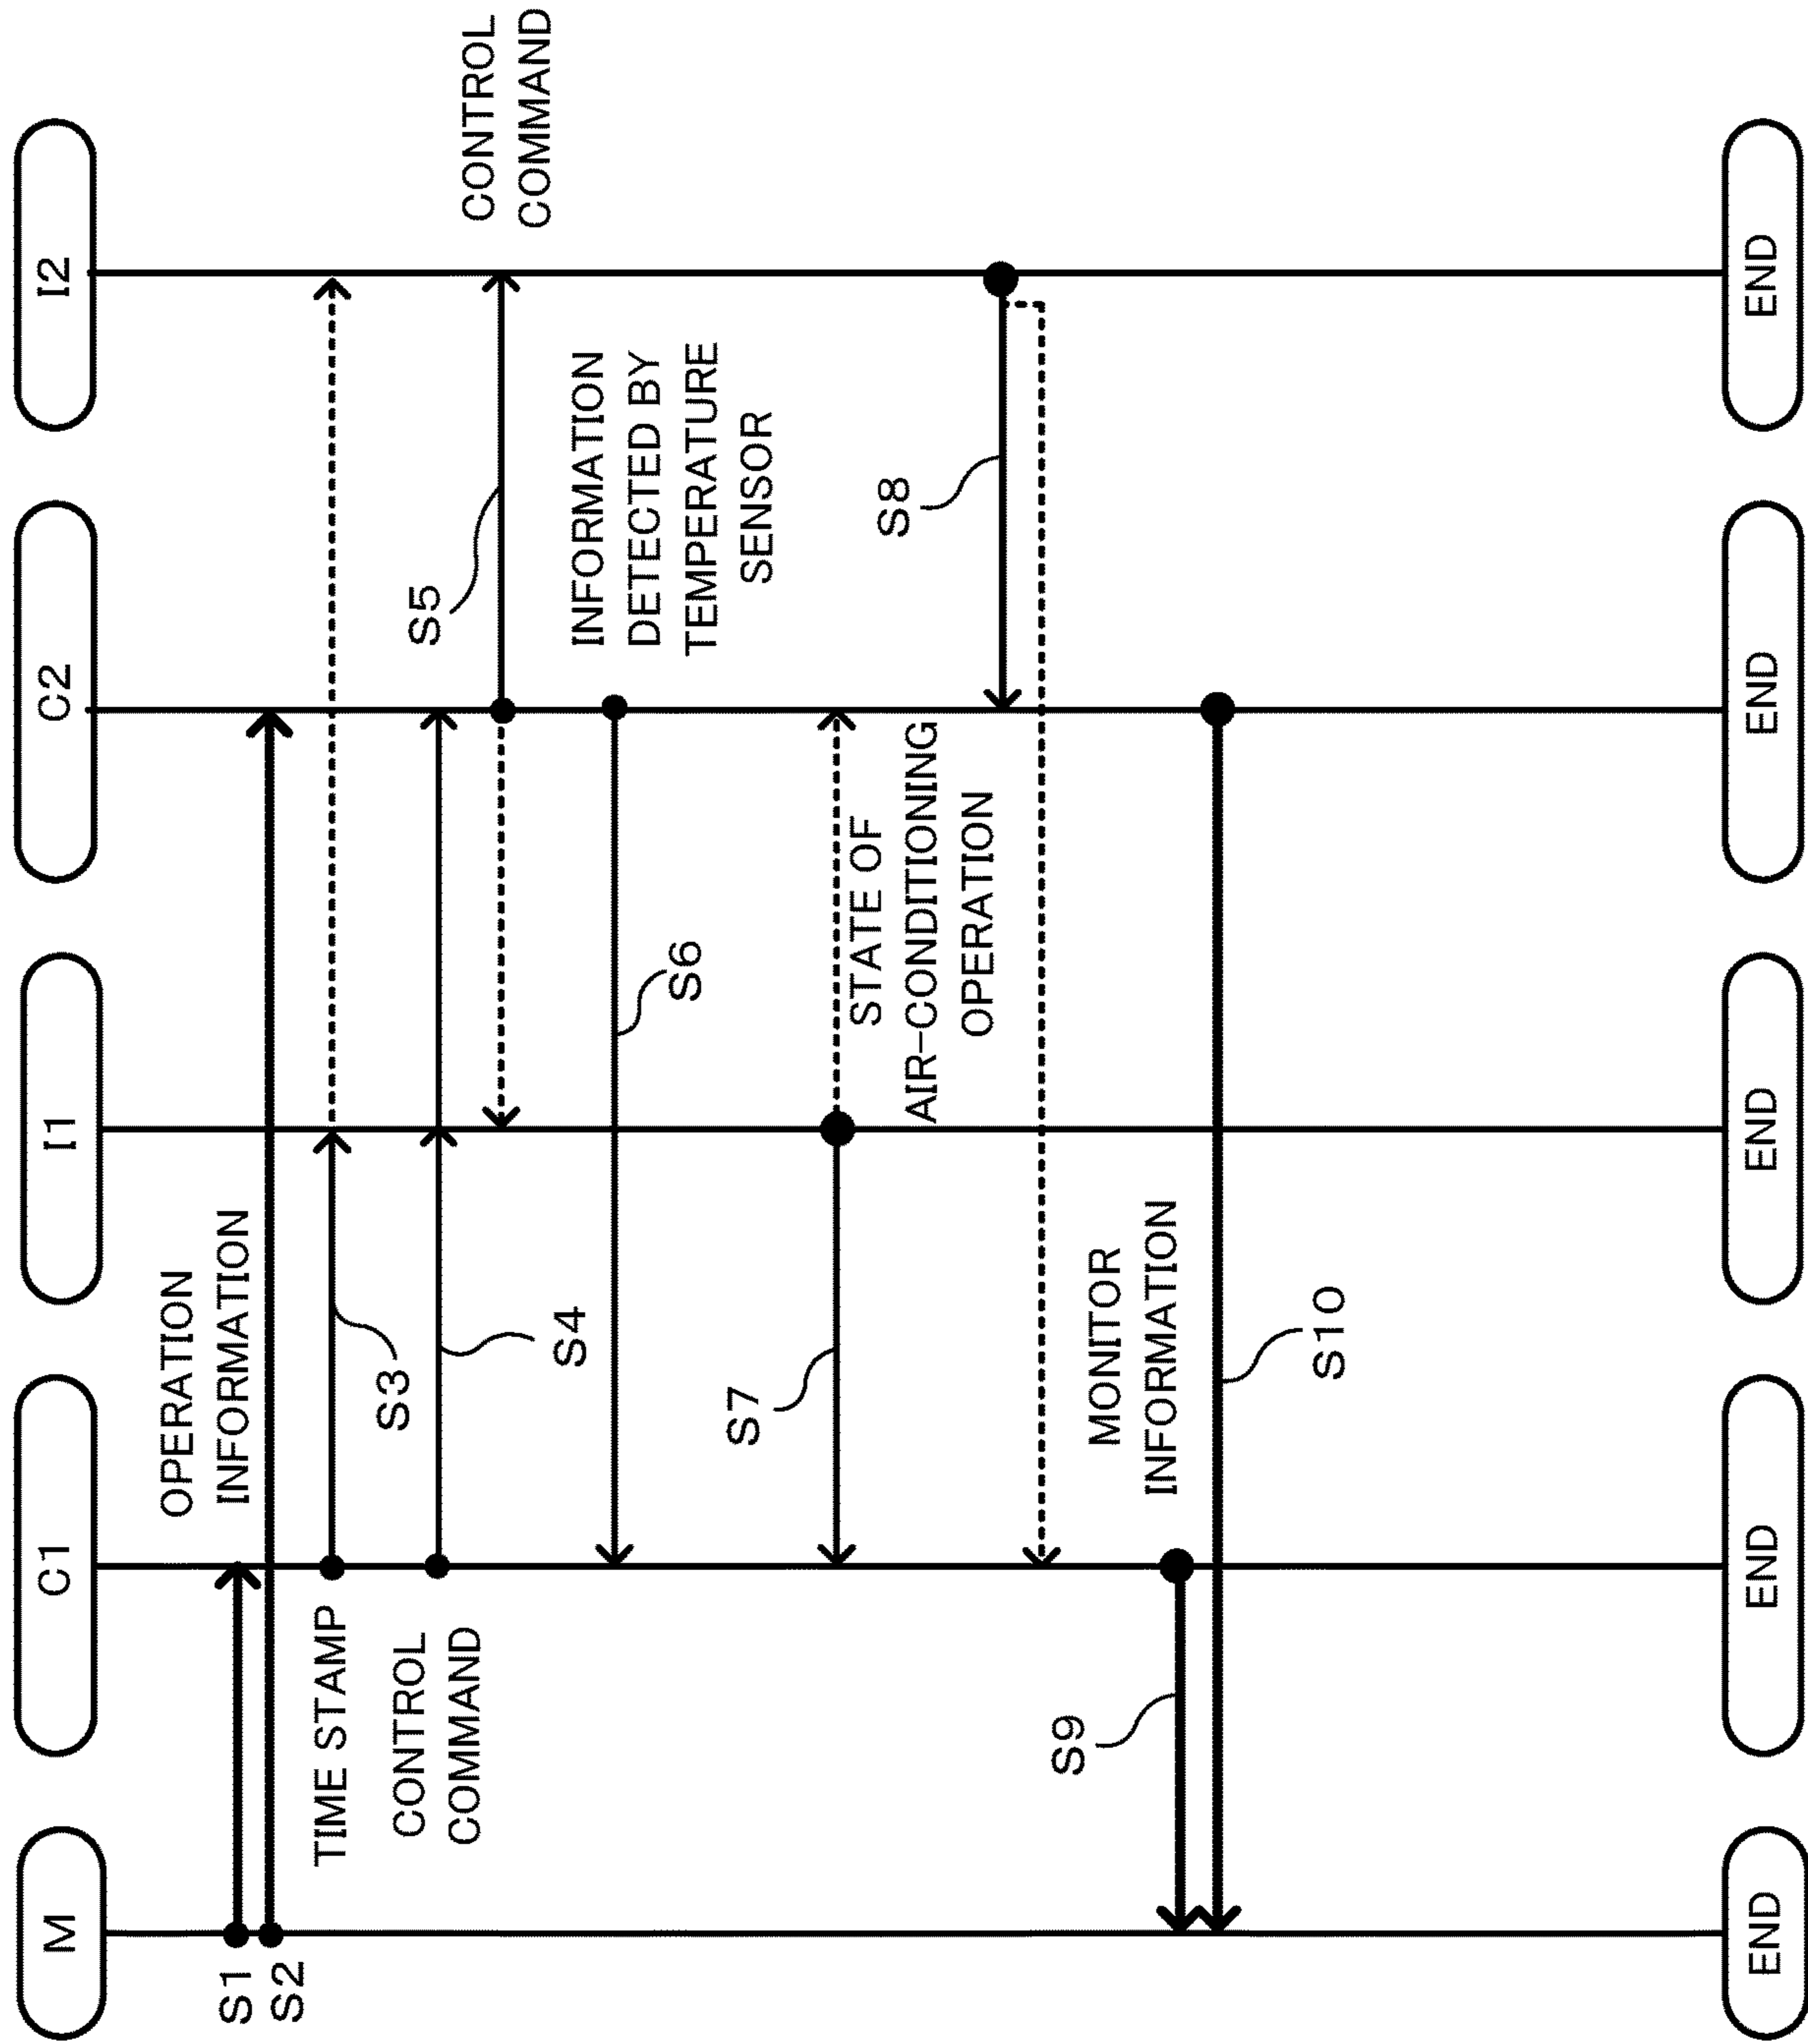 M
C1
I1
C2
I2
S1
S2
OPERATION
INFORMATION
TIME STAMP
S3
CONTROL
COMMAND
S4
S5
CONTROL
COMMAND
INFORMATION
DETECTED BY
TEMPERATURE
SENSOR
S6
S7
STATE OF
AIR-CONDITIONING
OPERATION
S8
MONITOR
INFORMATION
S9
S10
END
END
END
END
END